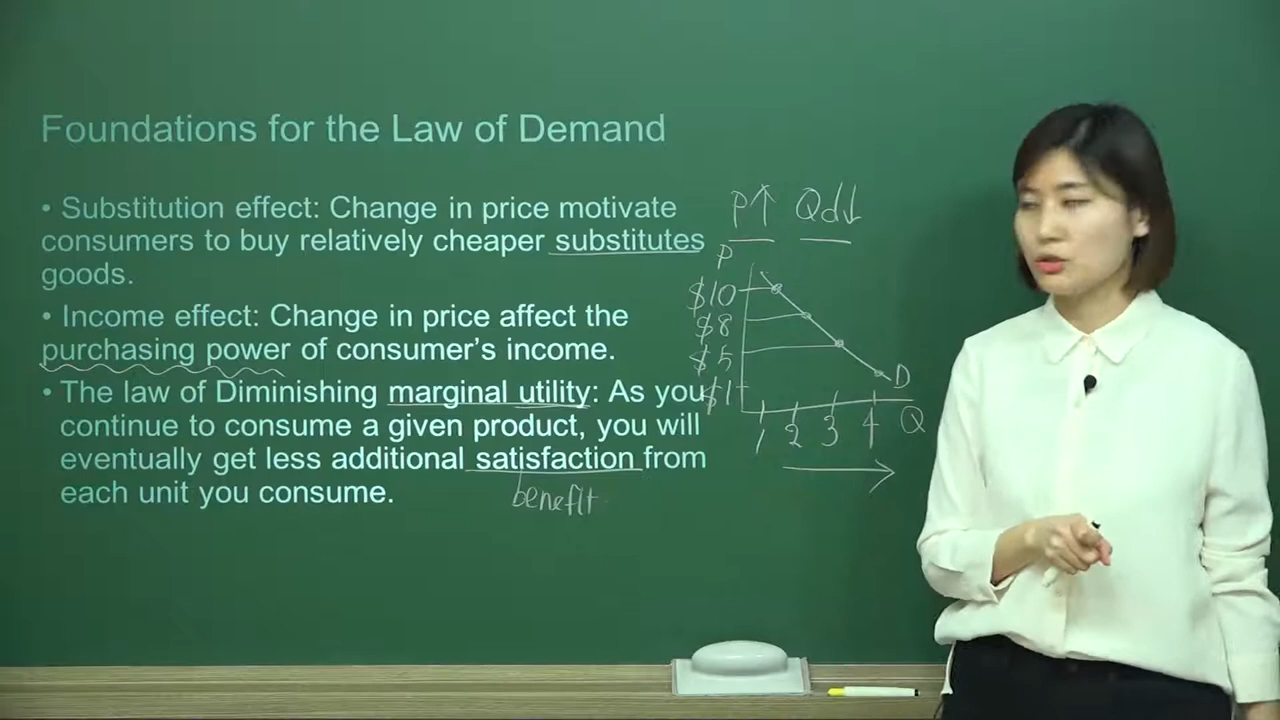 Foundations for the Law of Demand
• Substitution effect: Change in price motivate
consumers to buy relatively cheaper substitutes
goods.
• Income effect: Change in price affect the
purchasing power of consumer's income.
• The law of Diminishing marginal utility: As you
continue to consume a given product, you will
eventually get less additional satisfaction from
each unit you consume.
benefit
P↑ Qd↓
P
$10
$8
$5
$1
D
1 2 3 4 Q